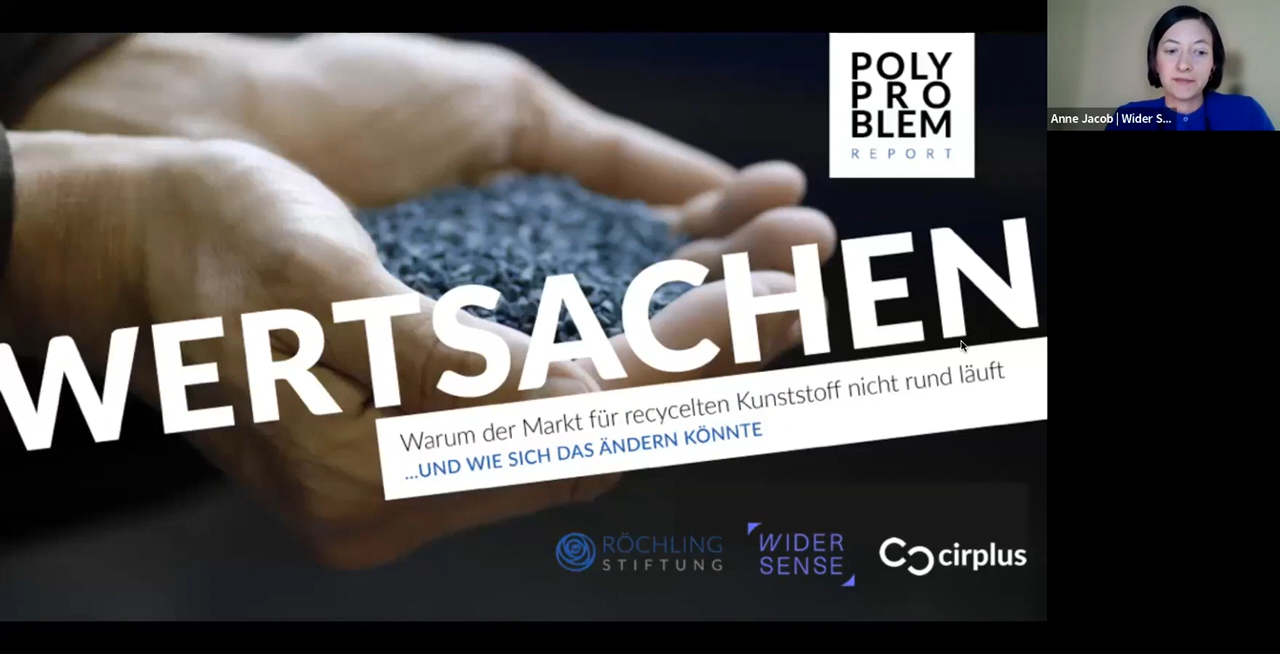 POLY
PRO
BLEM
REPORT
Anne Jacob | Wider S...
WERTSACHEN
Warum der Markt für recycelten Kunststoff nicht rund läuft
...UND WIE SICH DAS ÄNDERN KÖNNTE
RÖCHLING
STIFTUNG
WIDER
SENSE
cirplus